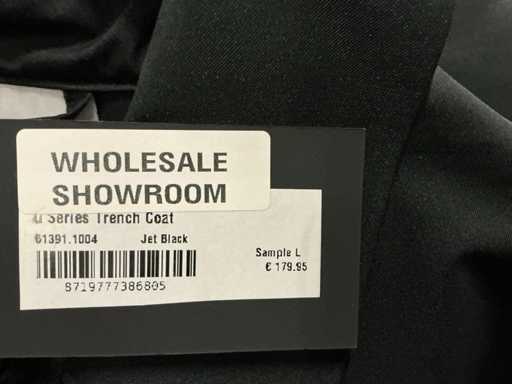 WHOLESALE
SHOWROOM
Series Trench Coat
61391.1004 Jet Black
Sample L
€ 179.95
8719777386805